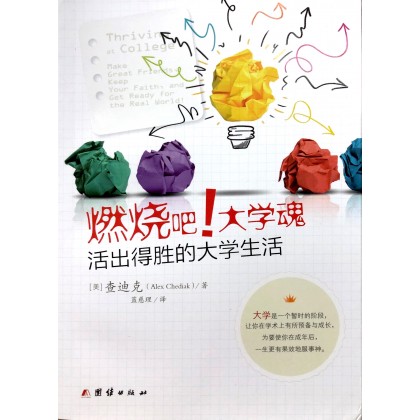 Thriving
at College
Make
Great Friends,
Keep
Your Faith, and
Get Ready for
the Real World!
燃烧吧！大学魂
活出得胜的大学生活
［美］查迪克（Alex Chediak）著
蓝慈理／译
大学是一个暂时的阶段，
让你在学术上有所预备与成长，
为要使你在成年后，
一生更有果效地服事神。
团结出版社